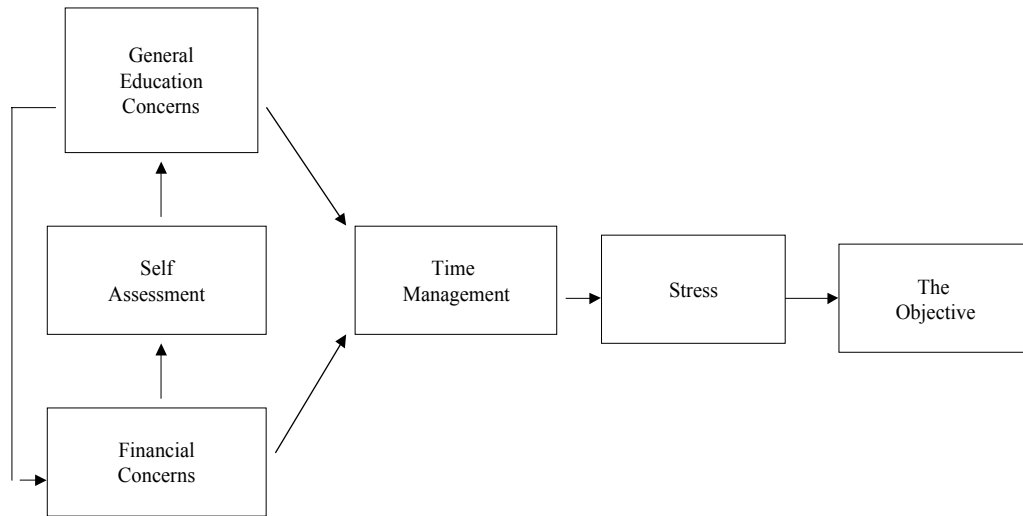 General
Education
Concerns
Self
Assessment
Time
Management
Stress
The
Objective
Financial
Concerns